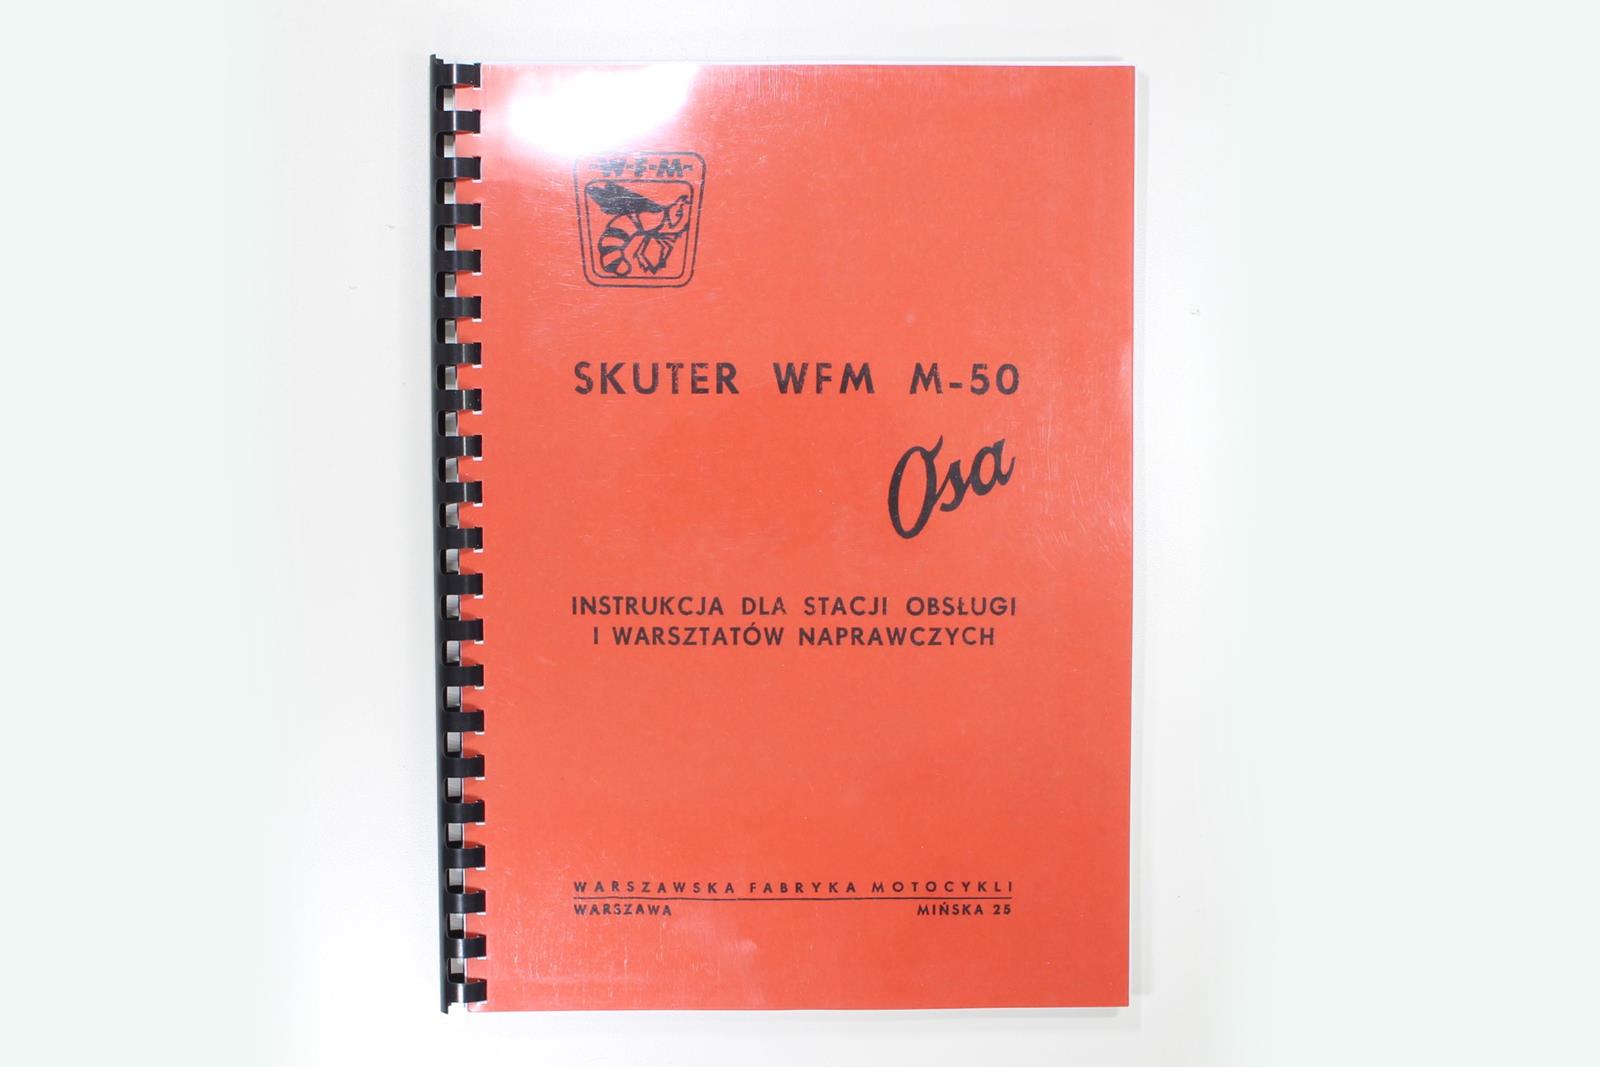 -W-F-M-
SKUTER WFM M-50
Osa
INSTRUKCJA DLA STACJI OBSŁUGI
I WARSZTATÓW NAPRAWCZYCH
WARSZAWSKA FABRYKA MOTOCYKLI
WARSZAWA MIŃSKA 25